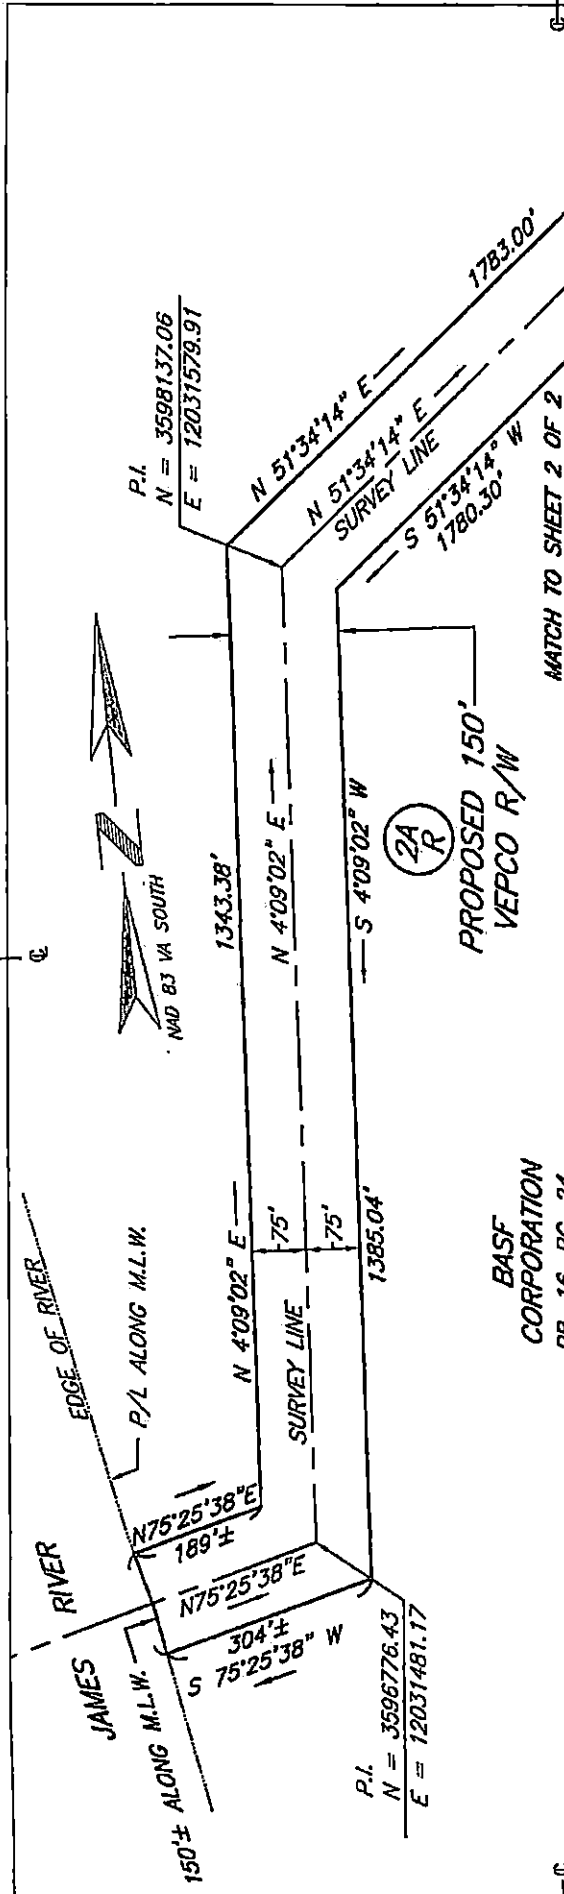 P.I.
N = 3598137.06
E = 12031579.91
N 51°34'14" E
1783.00'
N 51°34'14" E
SURVEY LINE
S 51°34'14" W
1780.30'
MATCH TO SHEET 2 OF 2
N
NAD 83 VA SOUTH
1343.38'
N 4°09'02" E
S 4°09'02" W
2A
R
PROPOSED 150'
VEPCO R/W
EDGE OF RIVER
P/L ALONG M.L.W.
N 4°09'02" E
75'
75'
SURVEY LINE
1385.04'
BASF
CORPORATION
JAMES RIVER
N75°25'38"E
189'±
N75°25'38"E
304'±
S 75°25'38" W
150'± ALONG M.L.W.
P.I.
N = 3596776.43
E = 12031481.17